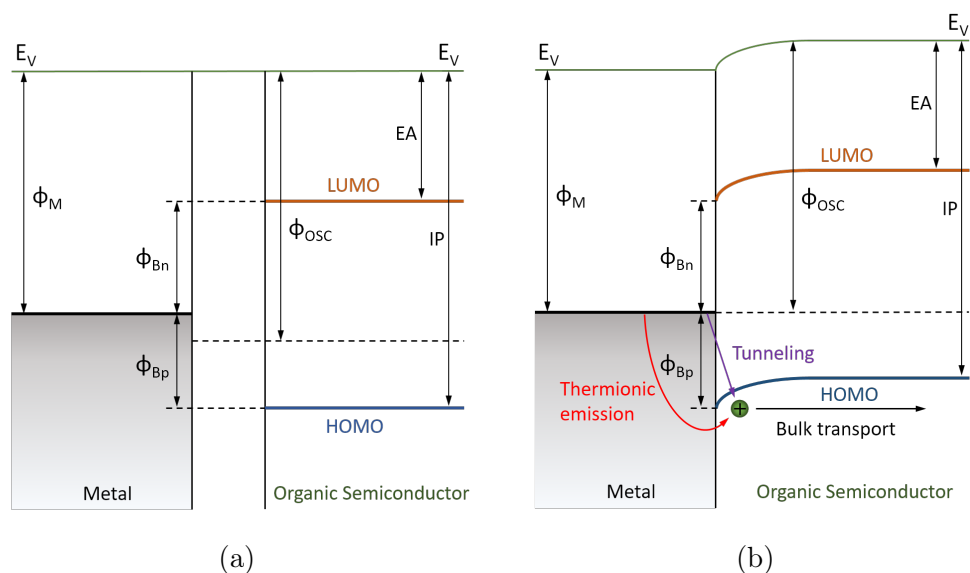 E_V
E_V
EA
LUMO
ϕ_M
ϕ_OSC
IP
ϕ_Bn
ϕ_Bp
HOMO
Metal
Organic Semiconductor
(a)
E_V
E_V
EA
LUMO
ϕ_M
ϕ_OSC
IP
ϕ_Bn
Tunneling
ϕ_Bp
Thermionic
emission
HOMO
+
Bulk transport
Metal
Organic Semiconductor
(b)